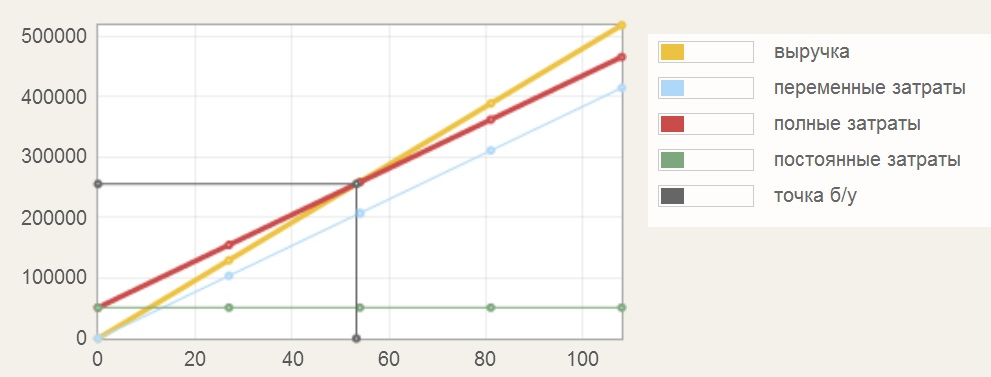 500000
400000
300000
200000
100000
0
0 20 40 60 80 100
выручка
переменные затраты
полные затраты
постоянные затраты
точка б/у